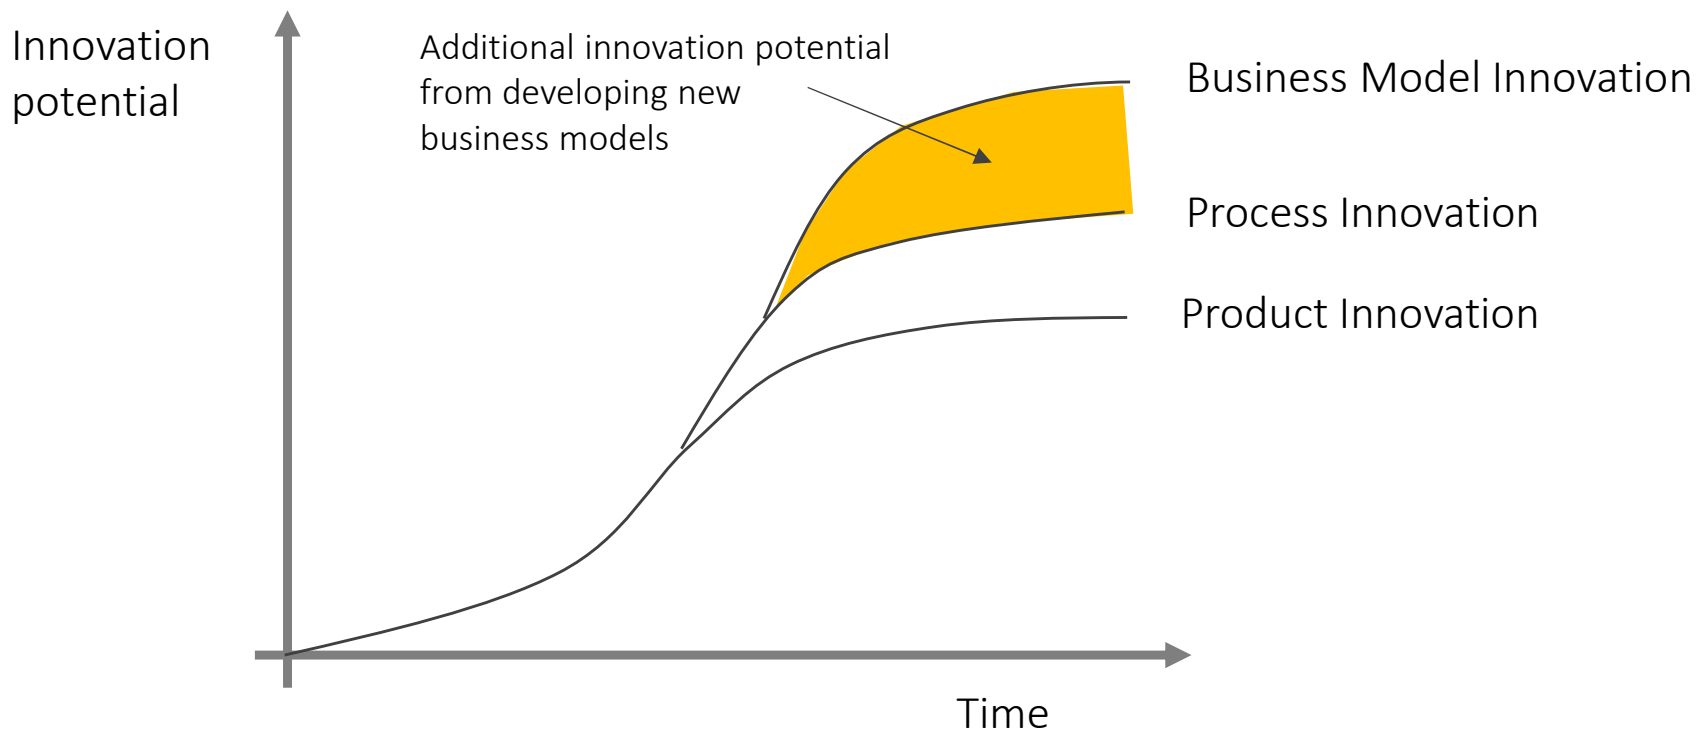 Innovation
potential
Additional innovation potential
from developing new
business models
Business Model Innovation
Process Innovation
Product Innovation
Time